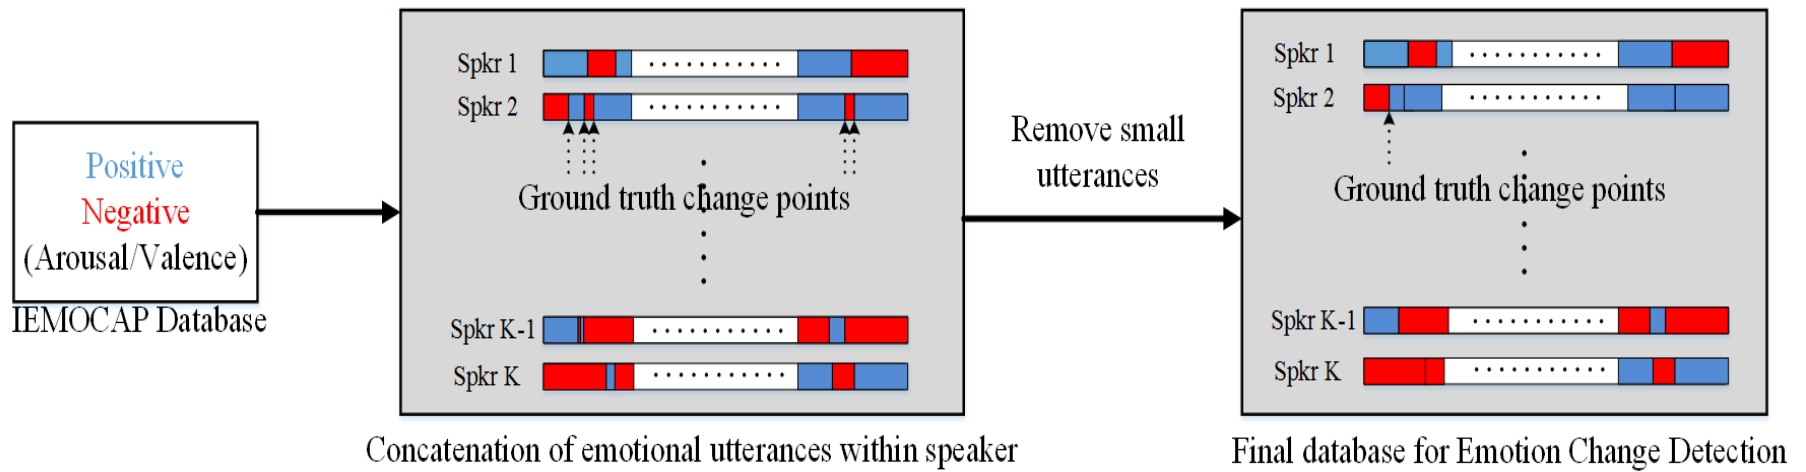 Positive
Negative
(Arousal/Valence)
IEMOCAP Database
Spkr 1
Spkr 2
Ground truth change points
Spkr K-1
Spkr K
Concatenation of emotional utterances within speaker
Remove small
utterances
Spkr 1
Spkr 2
Ground truth change points
Spkr K-1
Spkr K
Final database for Emotion Change Detection